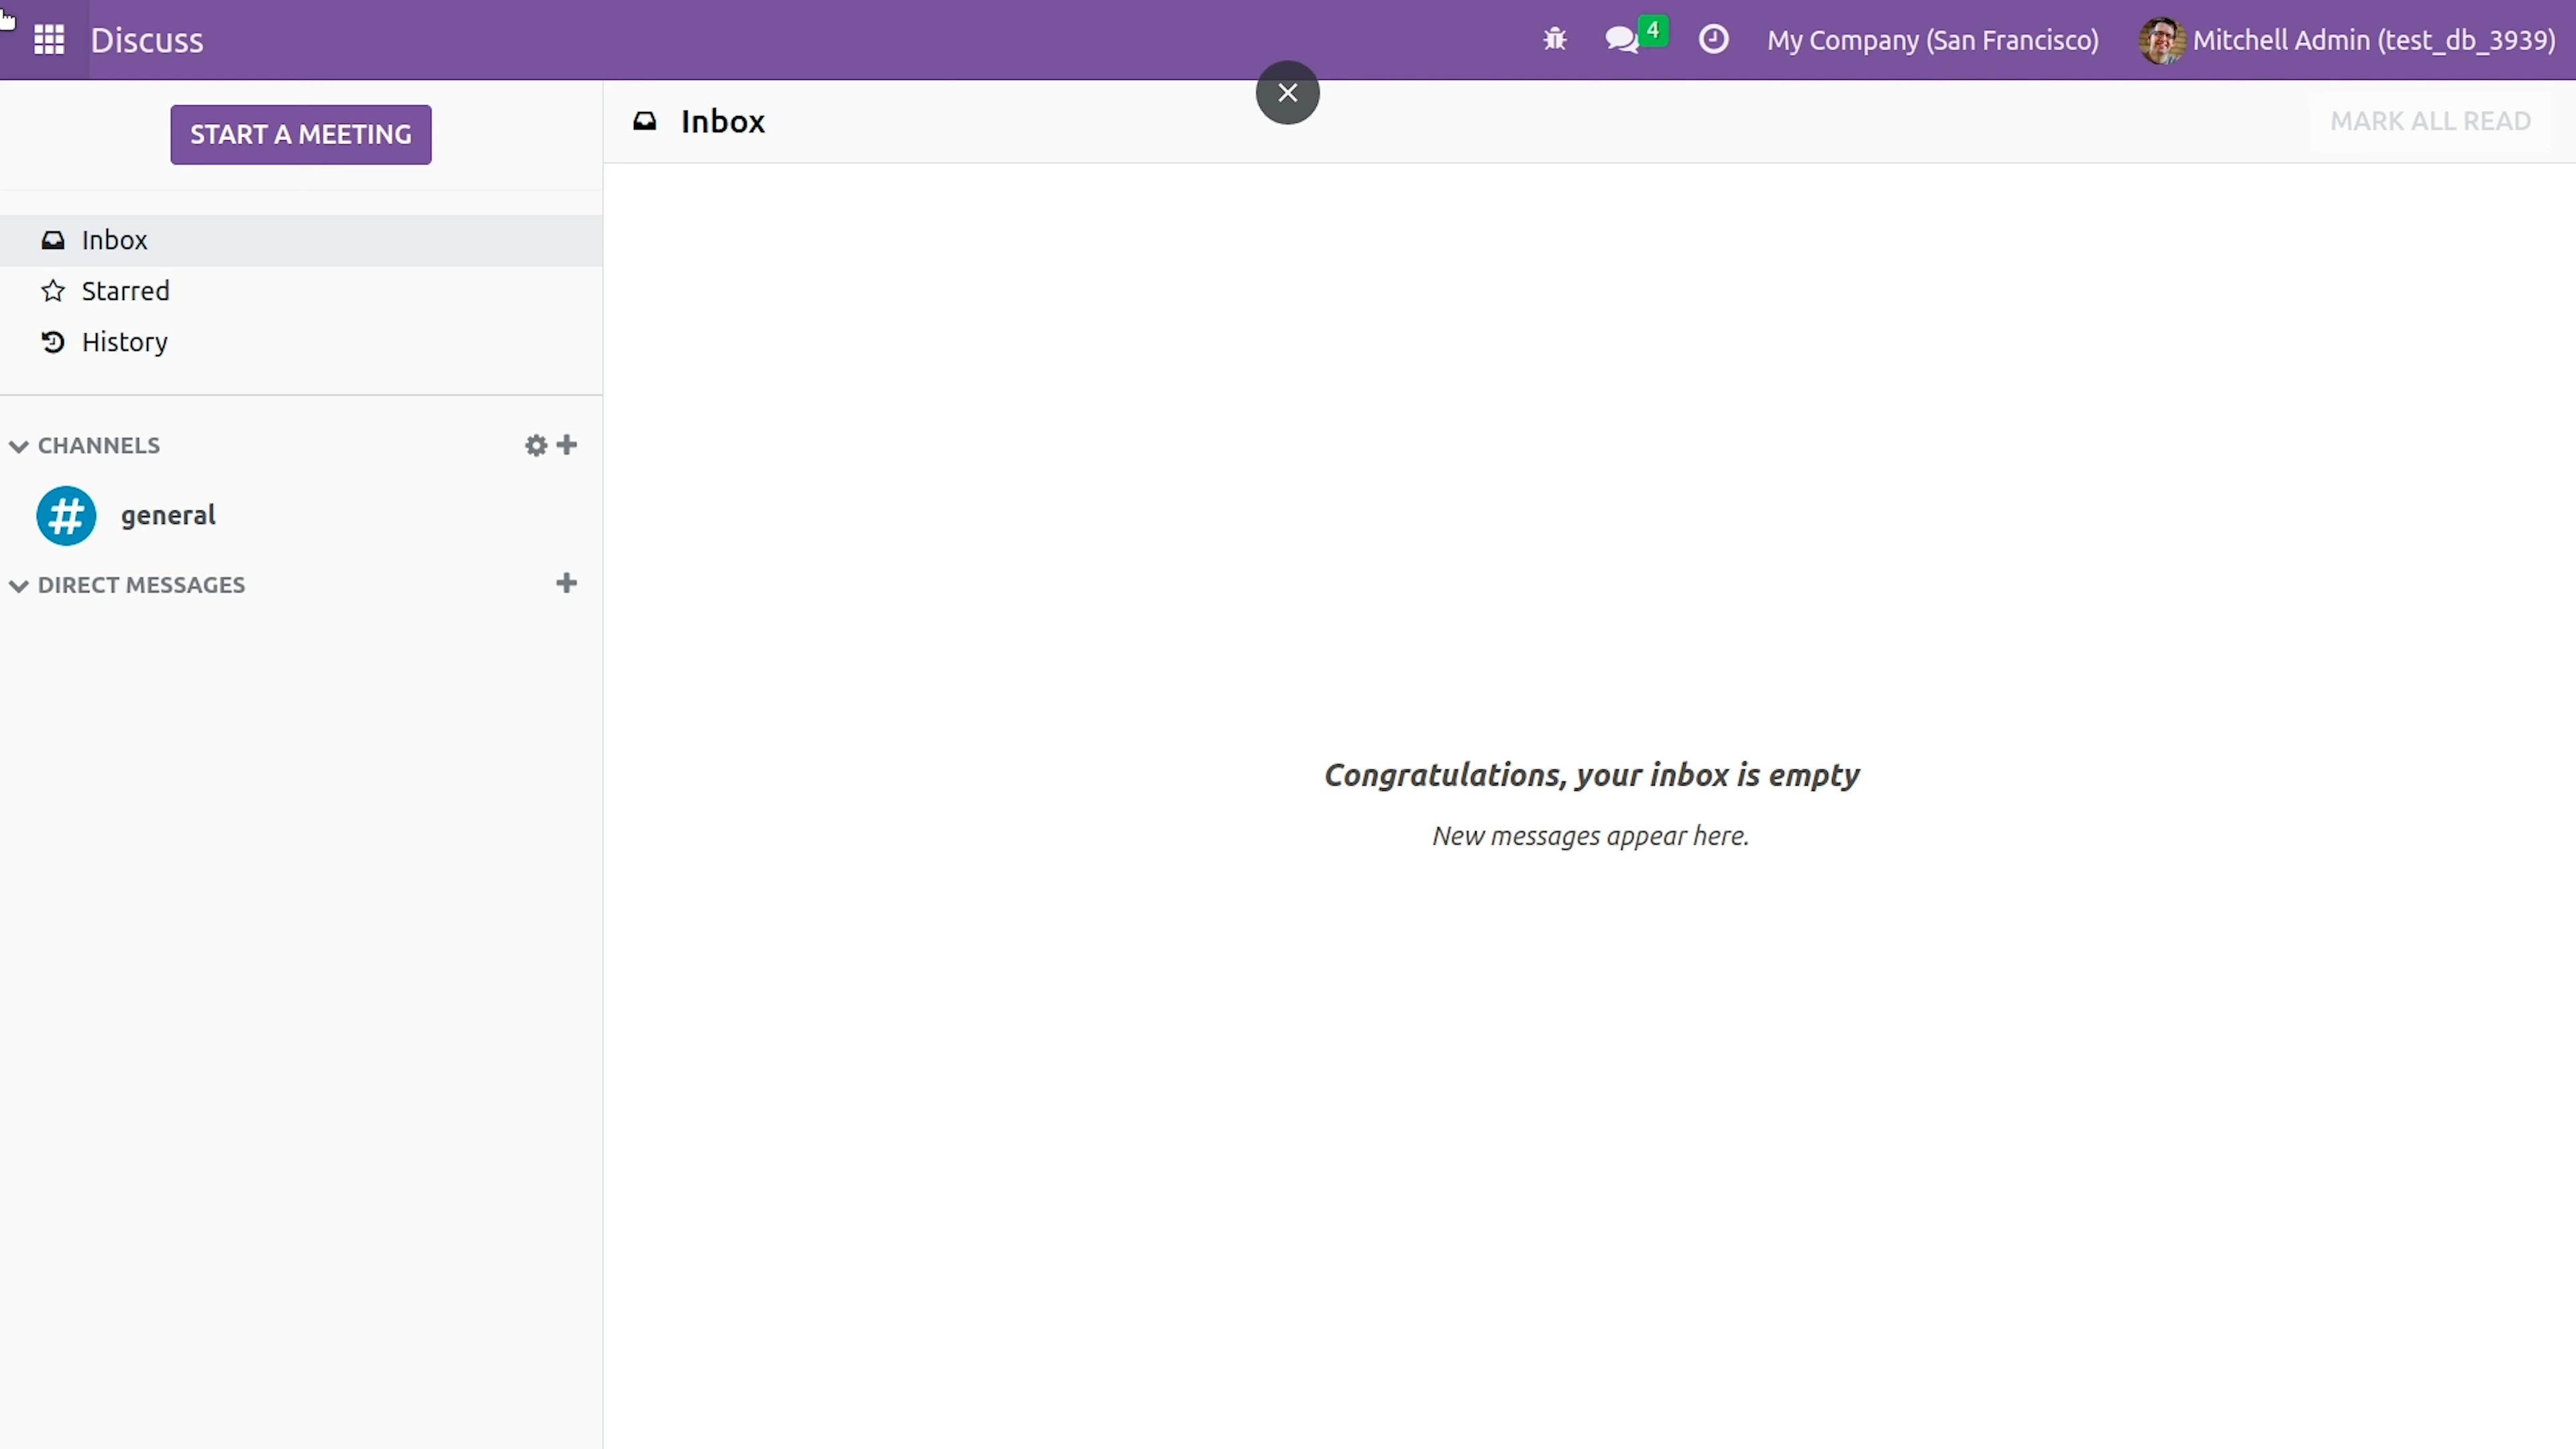 Discuss
4
My Company (San Francisco)
Mitchell Admin (test_db_3939)
START A MEETING
Inbox
MARK ALL READ
Inbox
Starred
History
CHANNELS
general
DIRECT MESSAGES
Congratulations, your inbox is empty
New messages appear here.